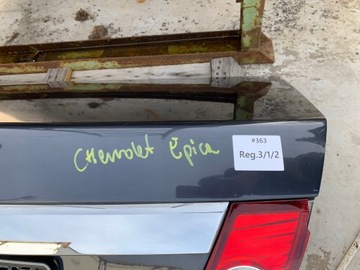 Chevrolet Epica
#363
Reg.3/1/2